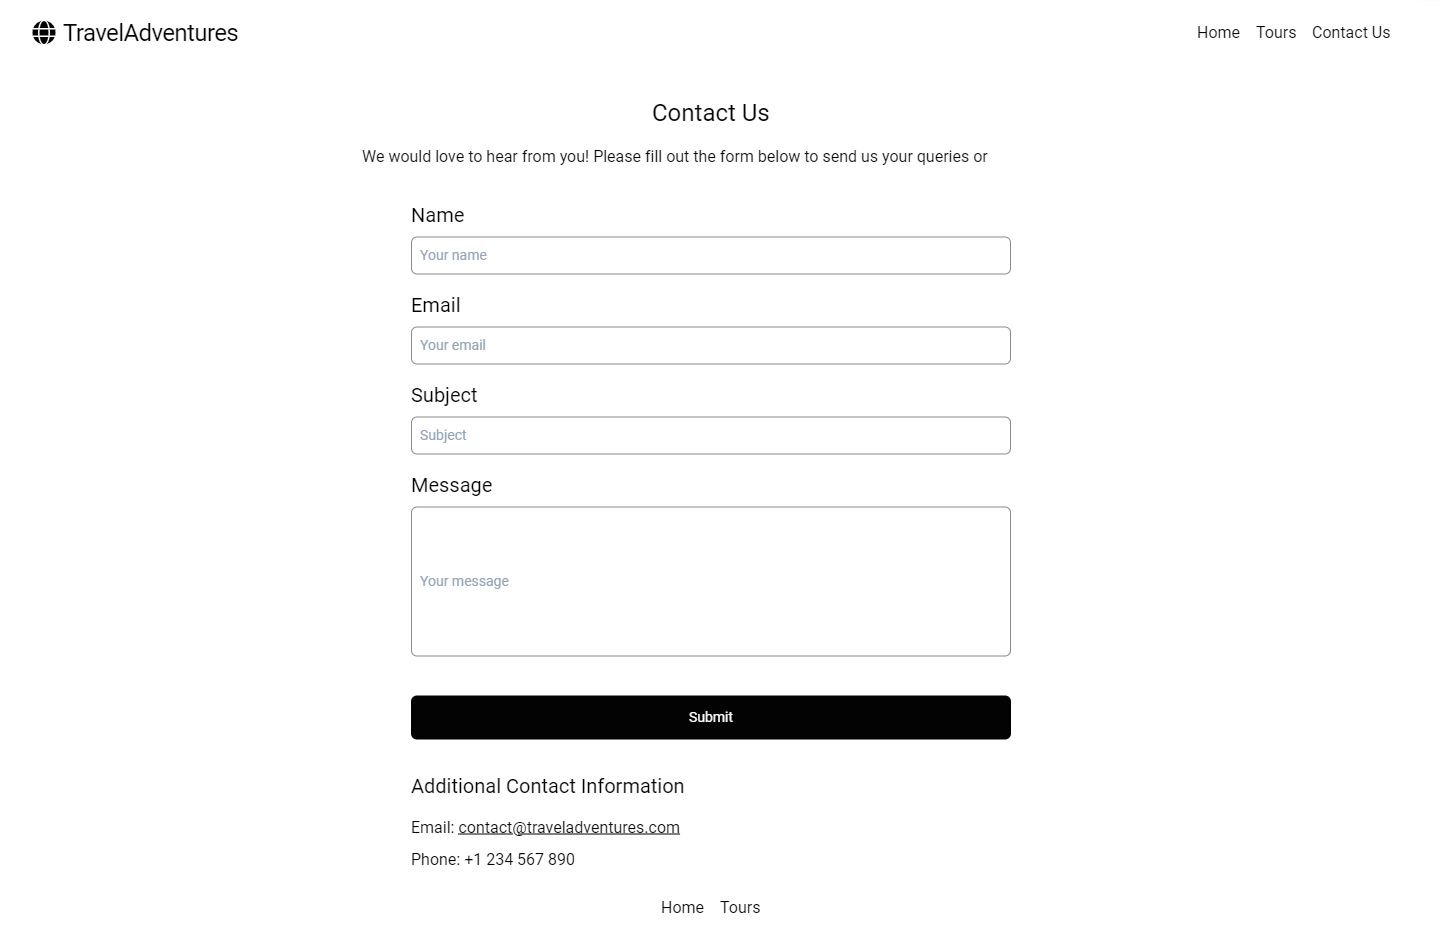 TravelAdventures
Home Tours Contact Us
Contact Us
We would love to hear from you! Please fill out the form below to send us your queries or
Name
Your name
Email
Your email
Subject
Subject
Message
Your message
Submit
Additional Contact Information
Email: contact@traveladventures.com
Phone: +1 234 567 890
Home Tours